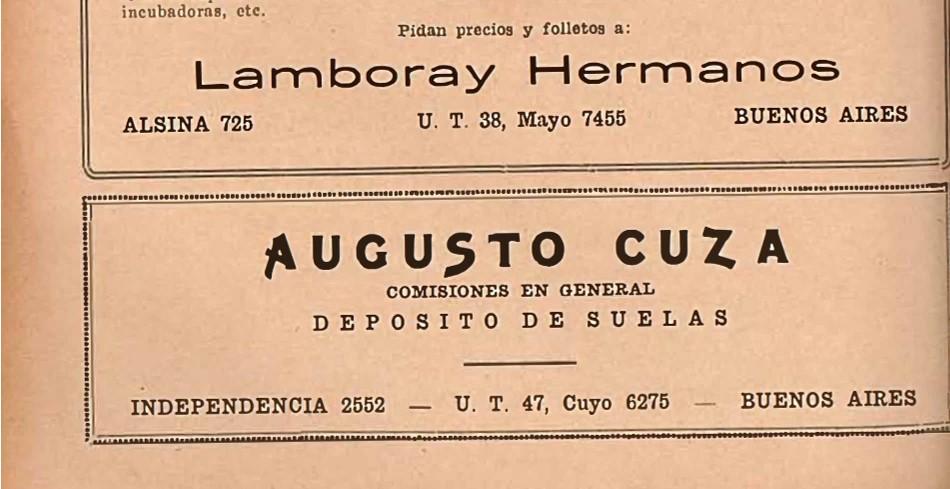 incubadoras, etc.
Pidan precios y folletos a:
Lamboray Hermanos
ALSINA 725 U. T. 38, Mayo 7455 BUENOS AIRES
AUGUSTO CUZA
COMISIONES EN GENERAL
DEPOSITO DE SUELAS
INDEPENDENCIA 2552 — U. T. 47, Cuyo 6275 — BUENOS AIRES